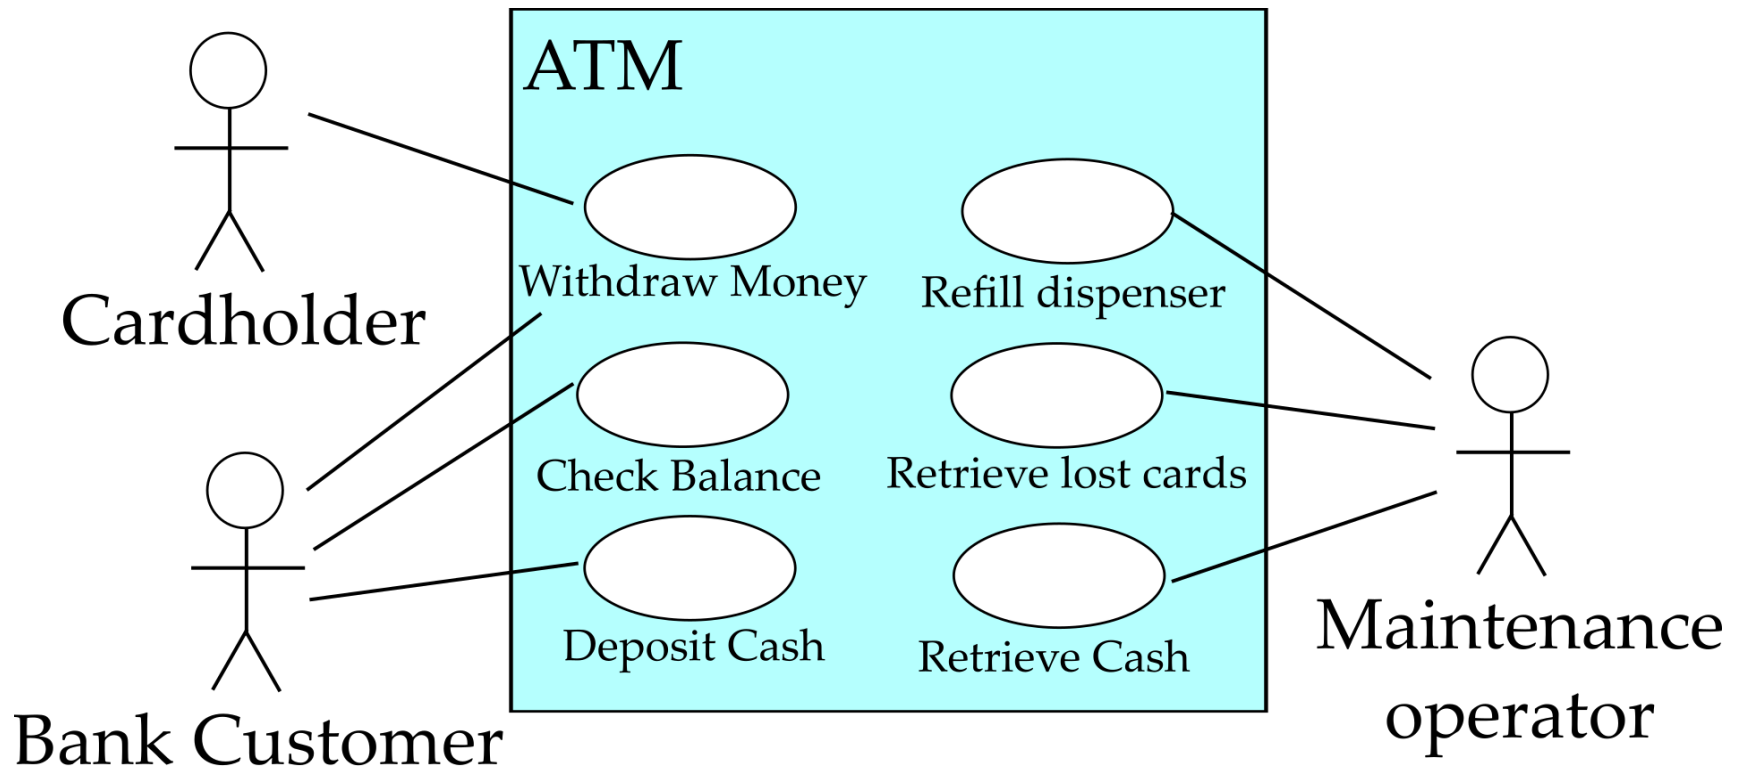 ATM
Cardholder
Withdraw Money
Refill dispenser
Check Balance
Retrieve lost cards
Deposit Cash
Retrieve Cash
Bank Customer
Maintenance
operator